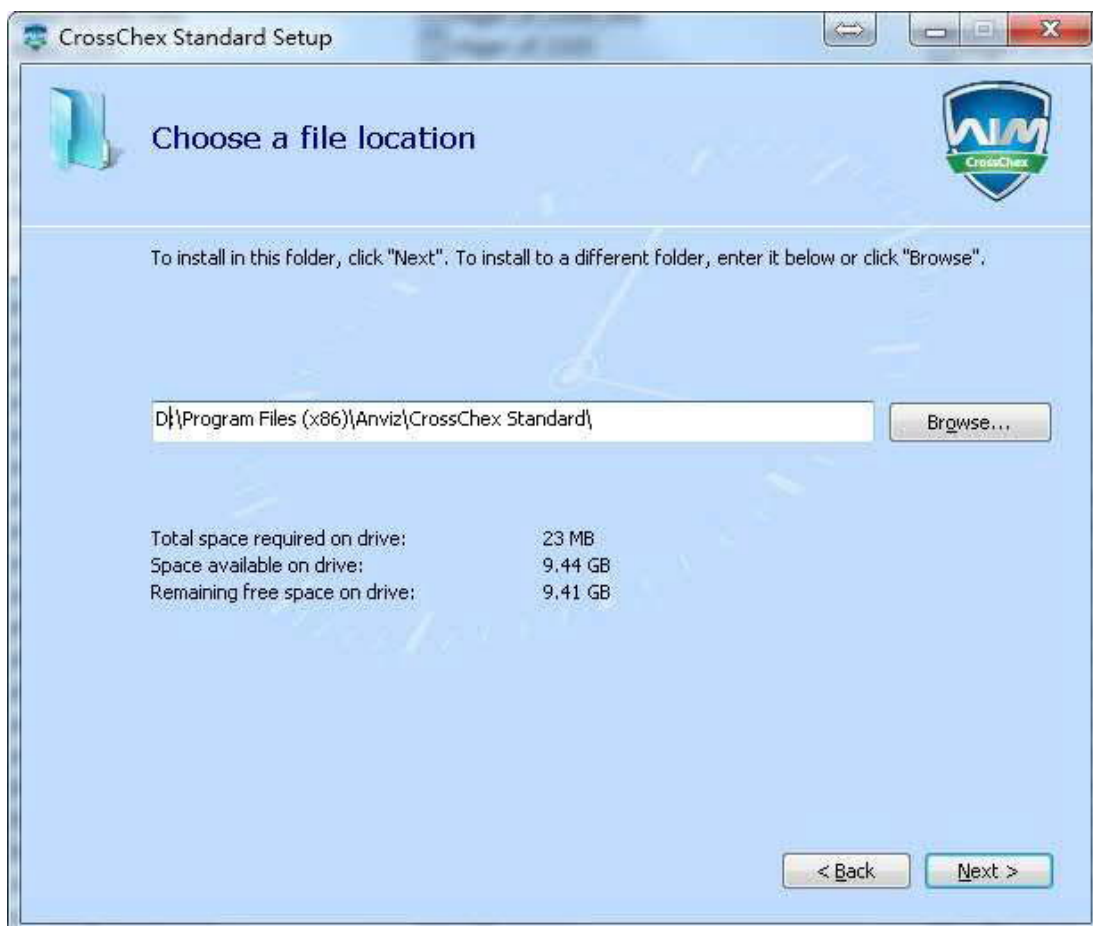 CrossChex Standard Setup
Choose a file location
AIM
CrossChex
To install in this folder, click "Next". To install to a different folder, enter it below or click "Browse".
D:\Program Files (x86)\Anviz\CrossChex Standard\
Browse...
Total space required on drive: 23 MB
Space available on drive: 9.44 GB
Remaining free space on drive: 9.41 GB
< Back
Next >